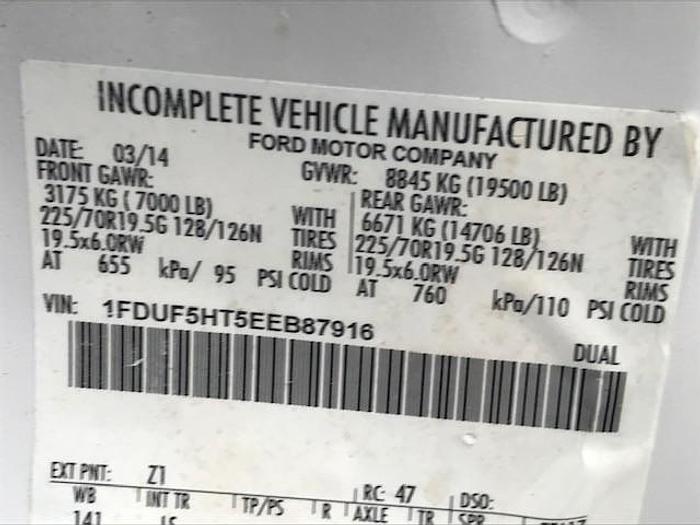 INCOMPLETE VEHICLE MANUFACTURED BY
FORD MOTOR COMPANY
DATE: 03/14 GVWR: 8845 KG (19500 LB)
FRONT GAWR: REAR GAWR:
3175 KG ( 7000 LB) WITH 6671 KG (14706 LB) WITH
225/70R19.5G 128/126N TIRES 225/70R19.5G 128/126N TIRES
19.5x6.0RW RIMS 19.5x6.0RW RIMS
AT 655 kPa/ 95 PSI COLD AT 760 kPa/110 PSI COLD
VIN: 1FDUF5HT5EEB87916
DUAL
EXT PNT: Z1 RC: 47 DSO:
WB INT TR TP/PS R AXLE TR SPR
141